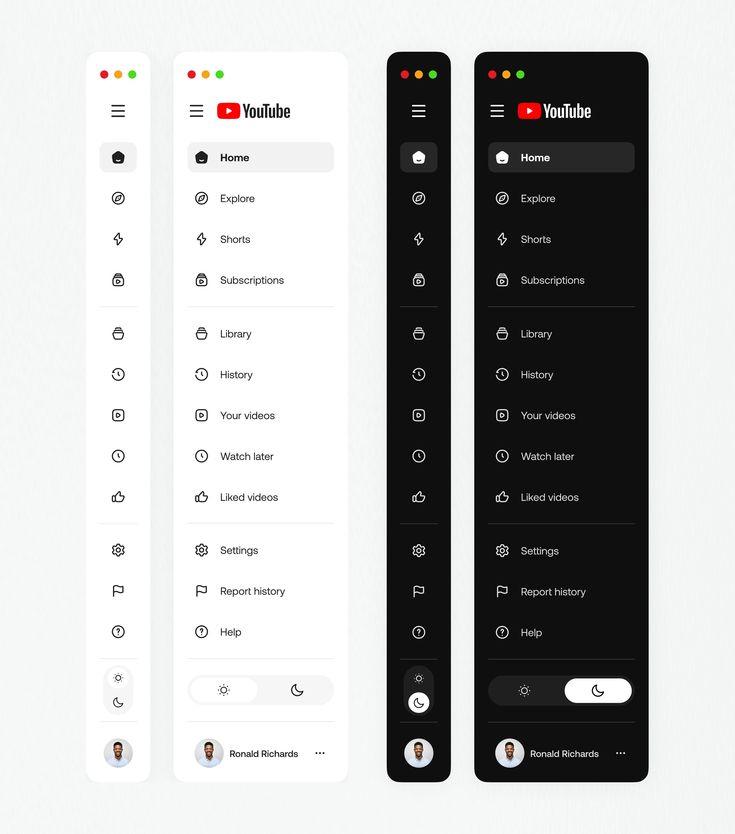 YouTube
Home
Explore
Shorts
Subscriptions
Library
History
Your videos
Watch later
Liked videos
Settings
Report history
Help
Ronald Richards
YouTube
Home
Explore
Shorts
Subscriptions
Library
History
Your videos
Watch later
Liked videos
Settings
Report history
Help
Ronald Richards